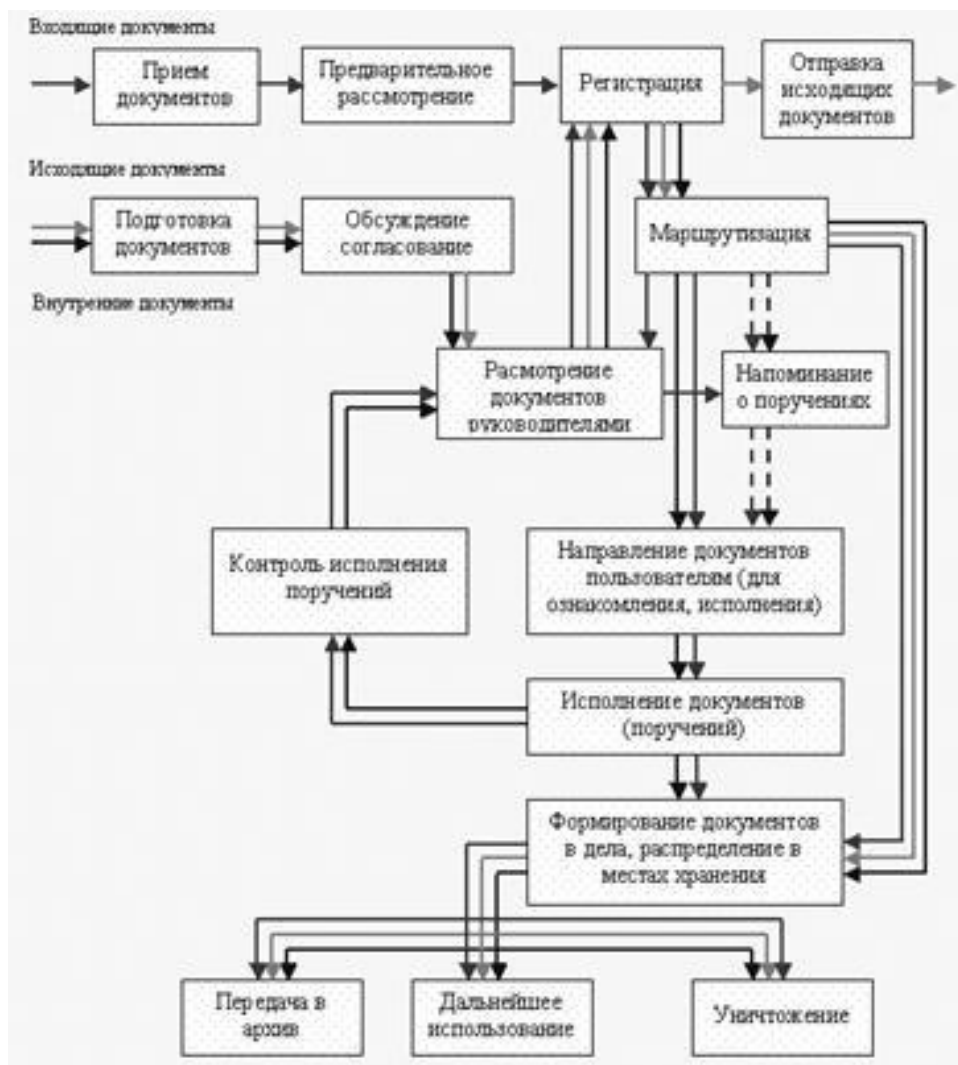 Входящие документы
Прием
документов
Предварительное
рассмотрение
Регистрация
Отправка
исходящих
документов
Исходящие документы
Подготовка
документов
Обсуждение
согласование
Маршрутизация
Внутренние документы
Расмотрение
документов
руководителями
Напоминание
о поручениях
Контроль исполнения
поручений
Направление документов
пользователям (для
ознакомления, исполнения)
Исполнение документов
(поручений)
Формирование документов
в дела, распределение в
местах хранения
Передача в
архив
Дальнейшее
использование
Уничтожение